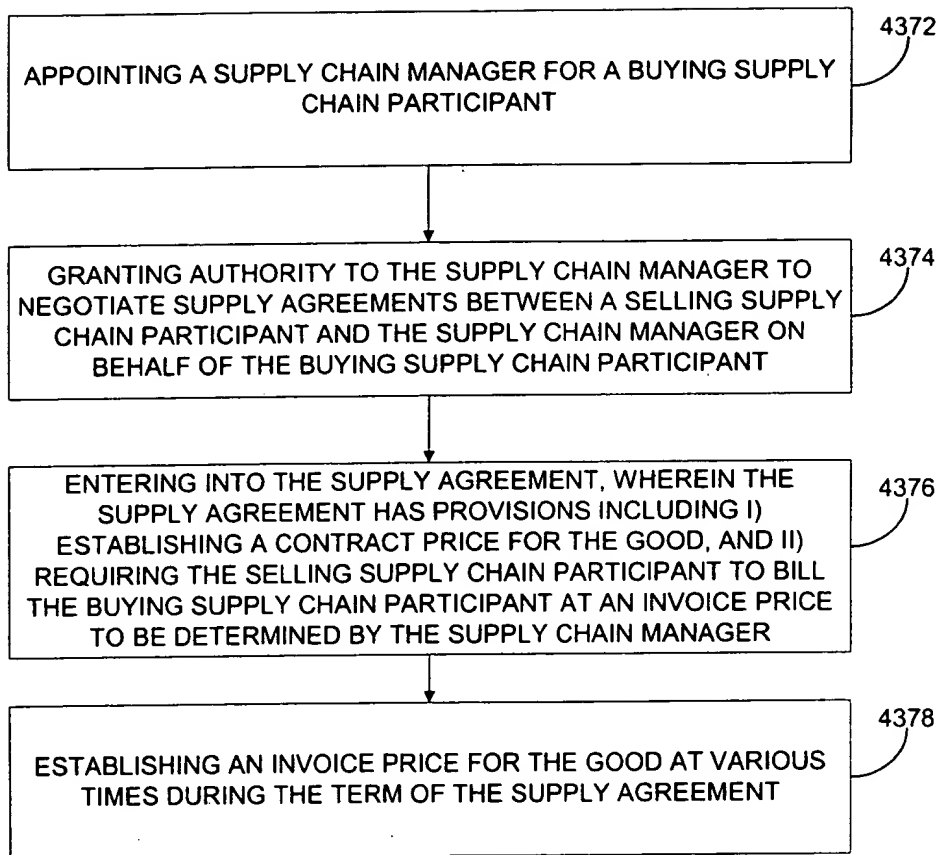 4372
APPOINTING A SUPPLY CHAIN MANAGER FOR A BUYING SUPPLY
CHAIN PARTICIPANT
4374
GRANTING AUTHORITY TO THE SUPPLY CHAIN MANAGER TO
NEGOTIATE SUPPLY AGREEMENTS BETWEEN A SELLING SUPPLY
CHAIN PARTICIPANT AND THE SUPPLY CHAIN MANAGER ON
BEHALF OF THE BUYING SUPPLY CHAIN PARTICIPANT
4376
ENTERING INTO THE SUPPLY AGREEMENT, WHEREIN THE
SUPPLY AGREEMENT HAS PROVISIONS INCLUDING I)
ESTABLISHING A CONTRACT PRICE FOR THE GOOD, AND II)
REQUIRING THE SELLING SUPPLY CHAIN PARTICIPANT TO BILL
THE BUYING SUPPLY CHAIN PARTICIPANT AT AN INVOICE PRICE
TO BE DETERMINED BY THE SUPPLY CHAIN MANAGER
4378
ESTABLISHING AN INVOICE PRICE FOR THE GOOD AT VARIOUS
TIMES DURING THE TERM OF THE SUPPLY AGREEMENT